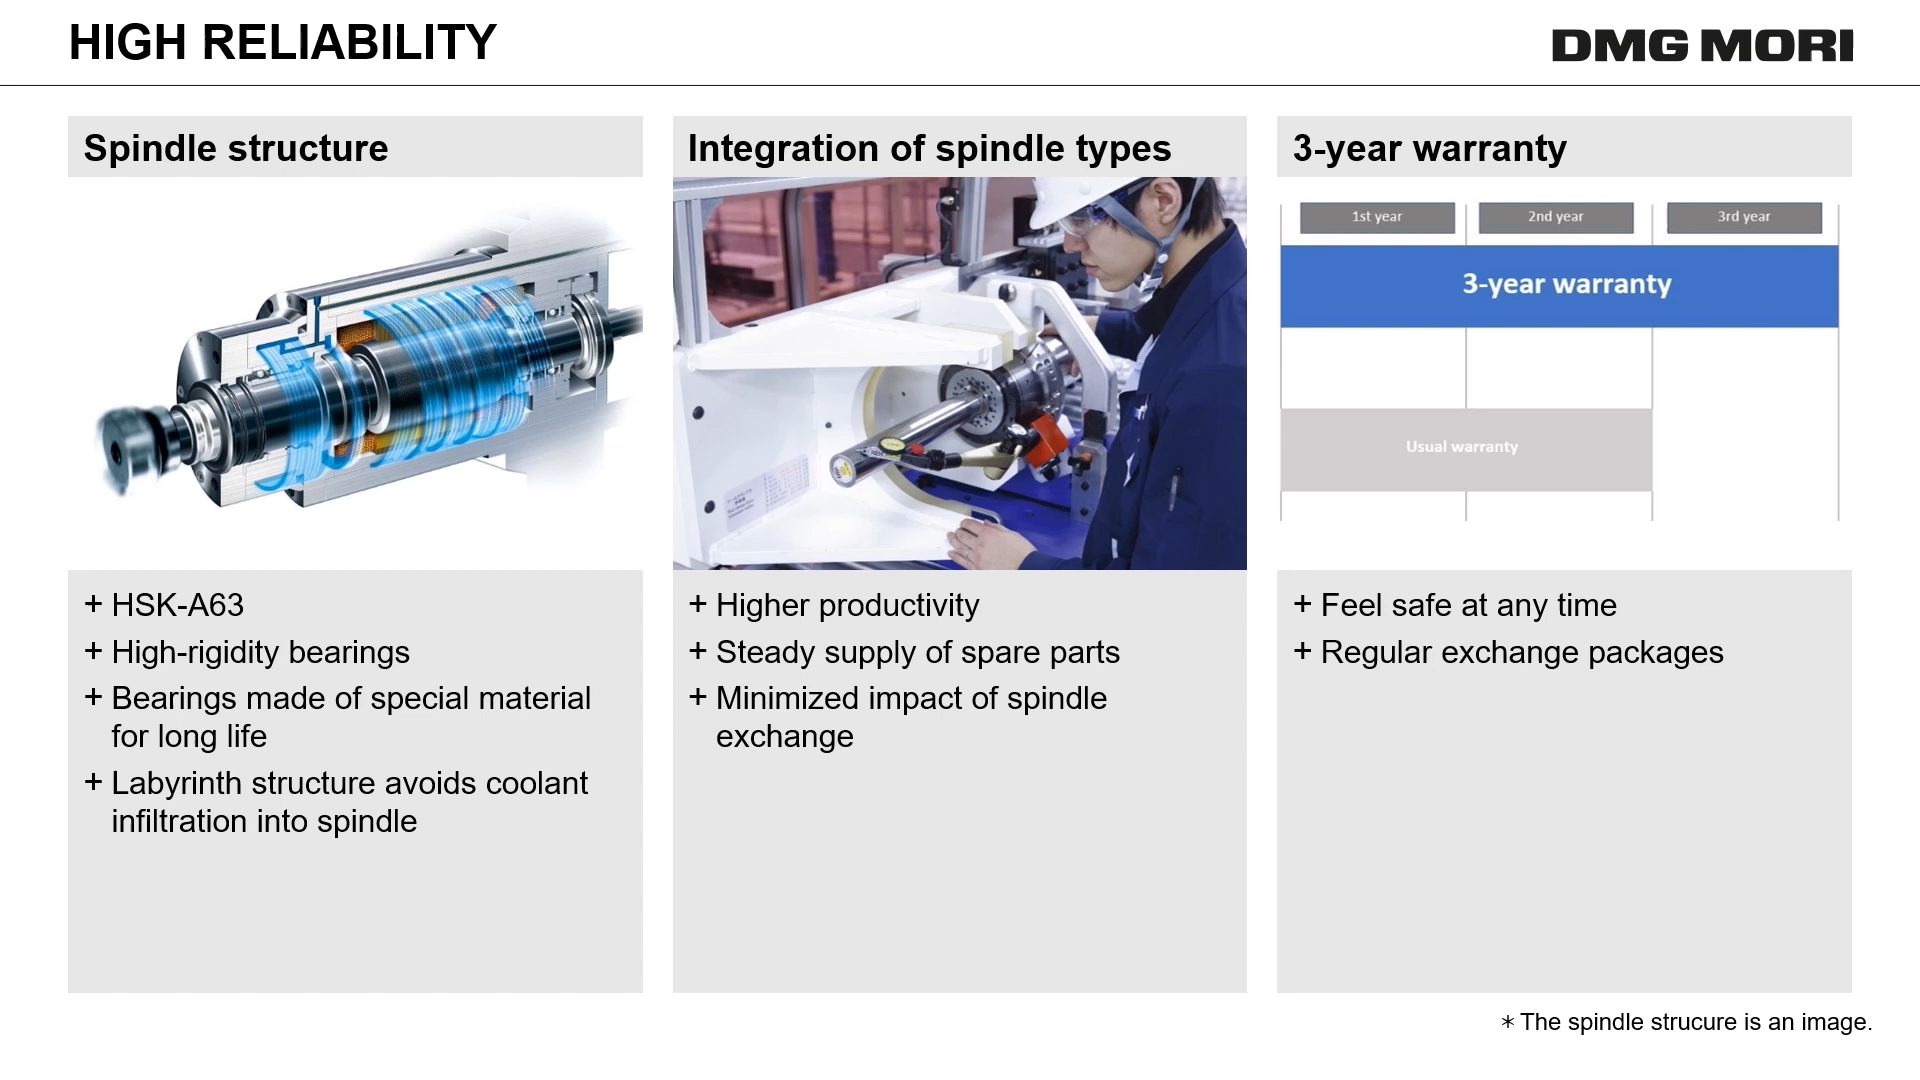 HIGH RELIABILITY
DMG MORI
Spindle structure
+ HSK-A63
+ High-rigidity bearings
+ Bearings made of special material
for long life
+ Labyrinth structure avoids coolant
infiltration into spindle
Integration of spindle types
+ Higher productivity
+ Steady supply of spare parts
+ Minimized impact of spindle
exchange
3-year warranty
1st year 2nd year 3rd year
3-year warranty
Usual warranty
+ Feel safe at any time
+ Regular exchange packages
＊The spindle strucure is an image.